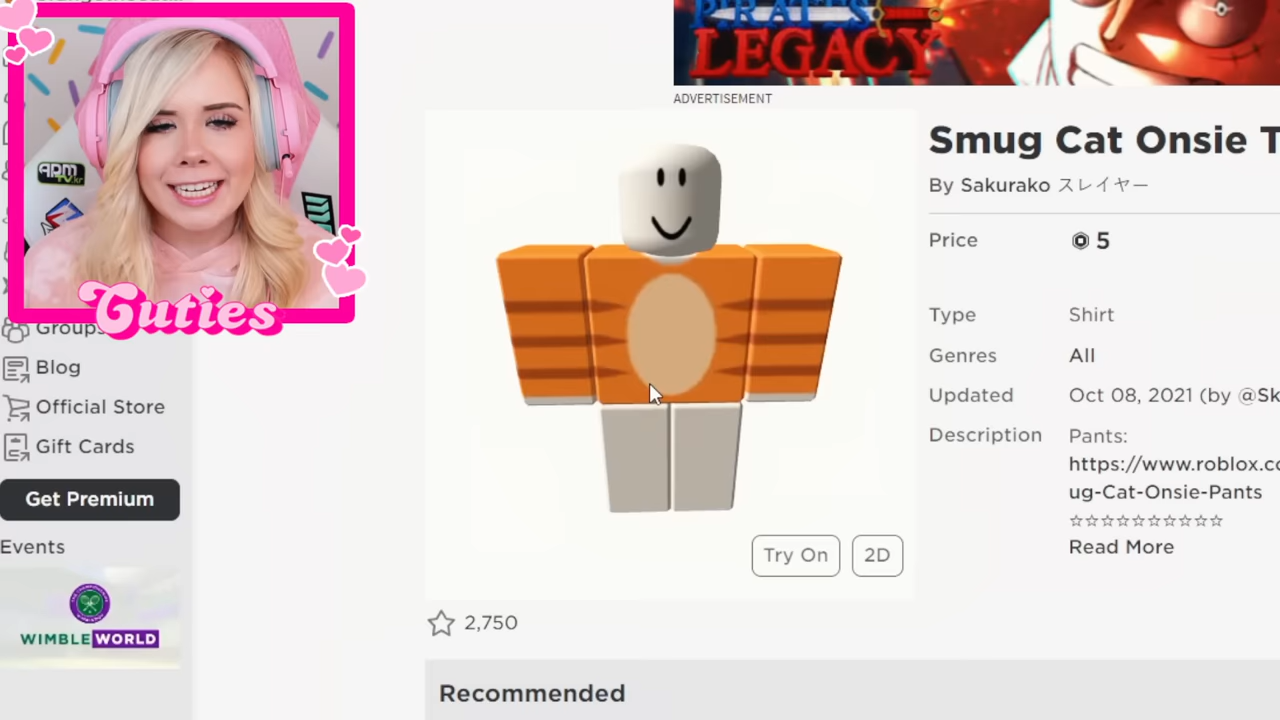 PIRATES
LEGACY
ADVERTISEMENT
Cuties
Smug Cat Onsie T
By Sakurako スレイヤー
Price
5
Type
Shirt
Genres
All
Updated
Oct 08, 2021 (by @Sk
Description
Pants:
https://www.roblox.co
ug-Cat-Onsie-Pants
☆☆☆☆☆☆☆☆☆☆
Read More
Groups
Blog
Official Store
Gift Cards
Get Premium
Events
WIMBLEWORLD
Try On
2D
2,750
Recommended